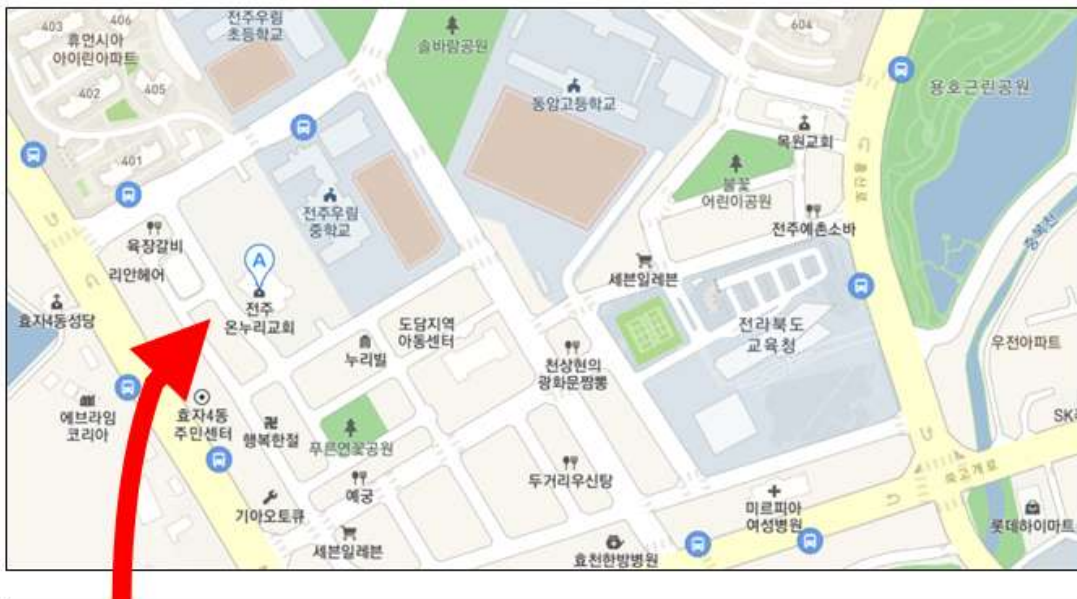 403
406
휴먼시아
아이린아파트
402
405
401
전주우림
초등학교
솔바람공원
동암고등학교
604
용호근린공원
목원교회
불꽃
어린이공원
홍산로
전주예촌소바
중복천
전주우림
중학교
육장갈비
리안헤어
A
전주
온누리교회
효자4동성당
세븐일레븐
전라북도
교육청
우전아파트
도담지역
아동센터
누리빌
천상현의
광화문짬뽕
에브라임
코리아
효자4동
주민센터
행복한절
푸른연꽃공원
SK
두거리우신탕
예궁
기아오토큐
세븐일레븐
미르피아
여성병원
효천한방병원
롯데하이마트